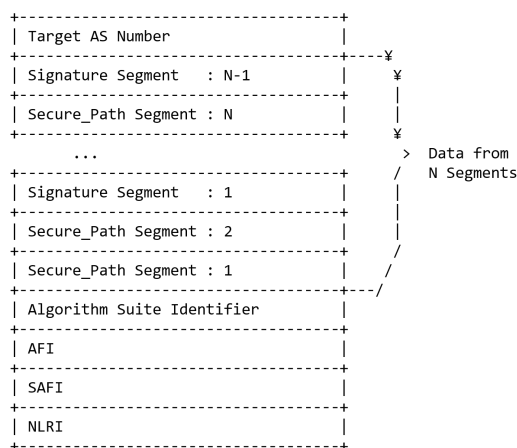 Target AS Number
Signature Segment : N-1
Secure_Path Segment : N
...
> Data from
N Segments
Signature Segment : 1
Secure_Path Segment : 2
Secure_Path Segment : 1
Algorithm Suite Identifier
AFI
SAFI
NLRI